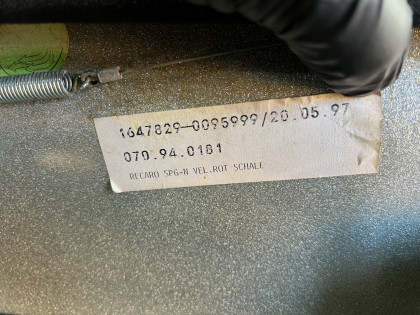 1647829-0095999/20.05.97
070.94.0181
RECARO SPG-N VEL.ROT SCHALE